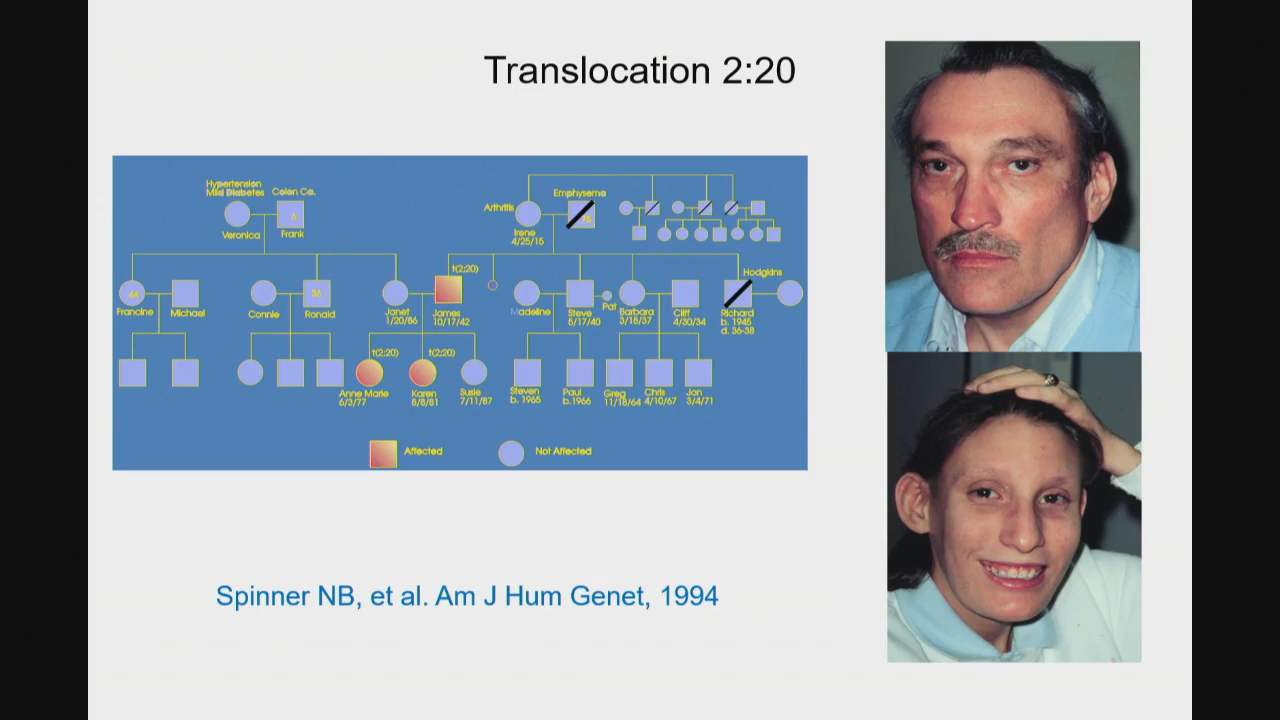 Translocation 2:20
Hypertension
Mild Diabetes
Colon Ca.
Veronica
Frank
Arthritis
Emphysema
Irene
4/25/15
t(2;20)
Hodgkins
Francine
Michael
Connie
Ronald
Janet
1/20/86
James
10/17/42
Madeline
Steve
5/17/40
Pat
Barbara
3/18/37
Cliff
4/30/34
Richard
b. 1945
d. 36-38
t(2;20)
t(2;20)
Anne Marie
6/3/77
Karen
8/8/81
Susie
7/11/87
Steven
b. 1965
Paul
b.1966
Greg
11/18/64
Chris
4/10/67
Jon
3/4/71
Affected
Not Affected
Spinner NB, et al. Am J Hum Genet, 1994